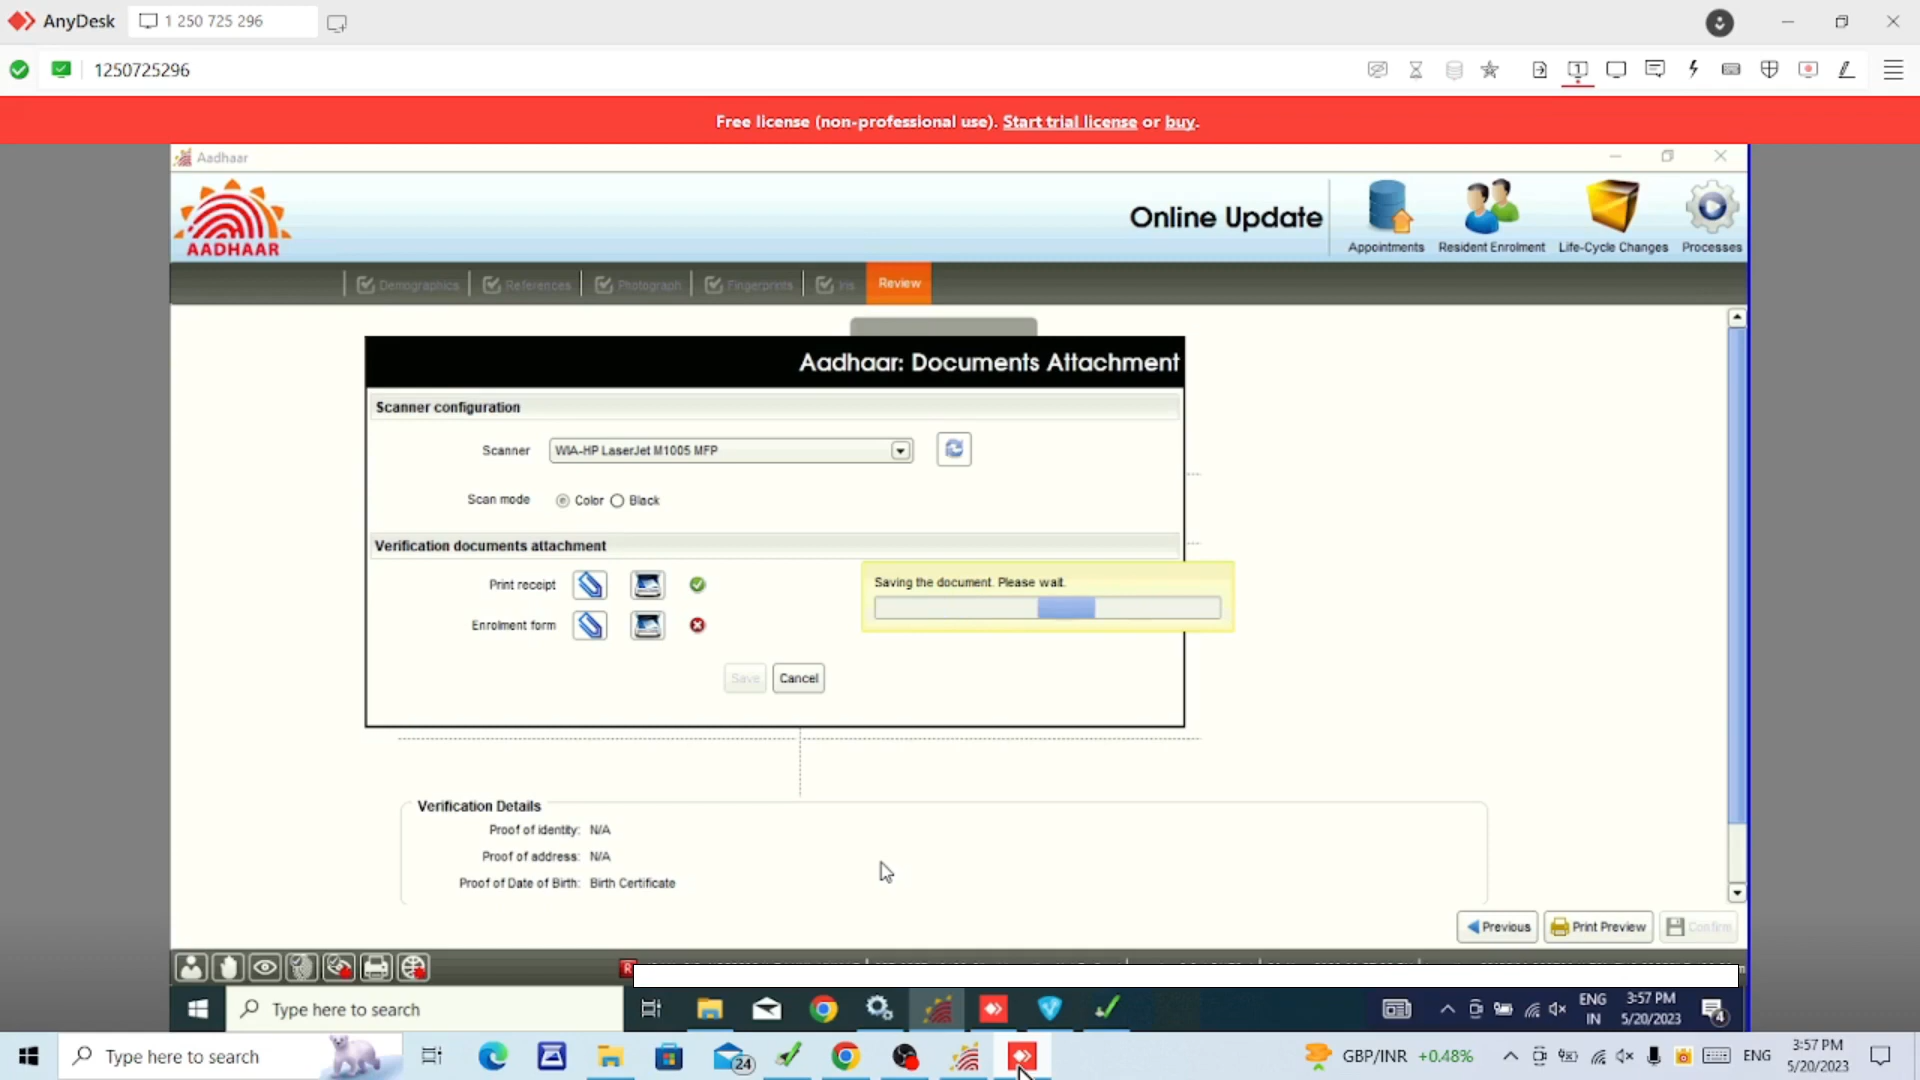 AnyDesk
1 250 725 296
1250725296
Free license (non-professional use). Start trial license or buy.
Aadhaar
AADHAAR
Online Update
Appointments
Resident Enrolment
Life-Cycle Changes
Processes
Demographics
References
Photograph
Fingerprints
Iris
Review
Aadhaar: Documents Attachment
Scanner configuration
Scanner
WIA-HP LaserJet M1005 MFP
Scan mode
Color
Black
Verification documents attachment
Print receipt
Saving the document. Please wait.
Enrolment form
Save
Cancel
Verification Details
Proof of identity: N/A
Proof of address: N/A
Proof of Date of Birth: Birth Certificate
Previous
Print Preview
Confirm
Type here to search
ENG
IN
3:57 PM
5/20/2023
4
Type here to search
24
GBP/INR +0.48%
ENG
3:57 PM
5/20/2023